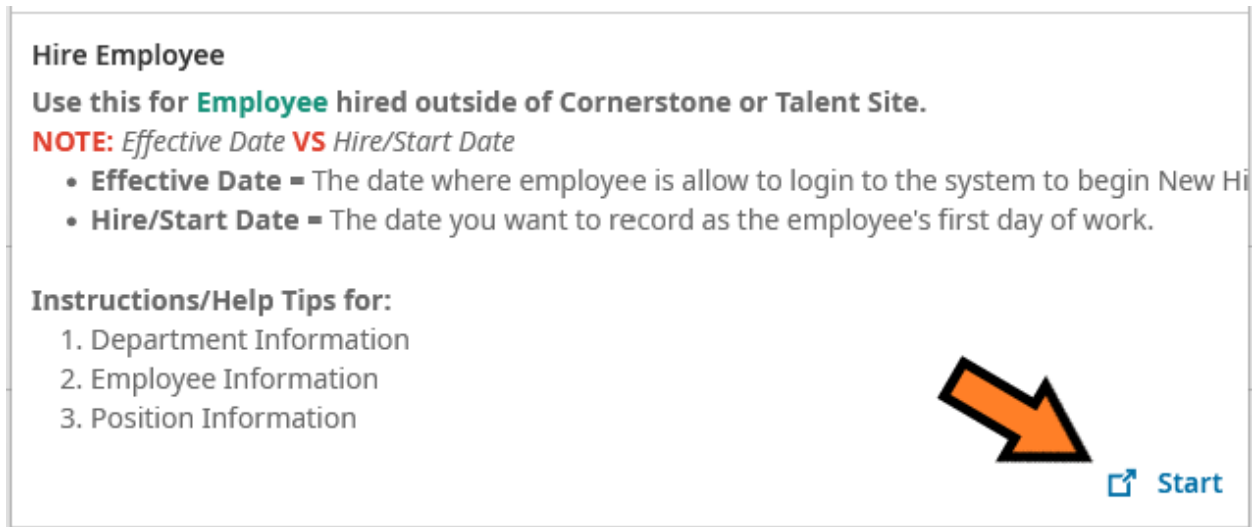 Hire Employee
Use this for Employee hired outside of Cornerstone or Talent Site.
NOTE: Effective Date VS Hire/Start Date
• Effective Date = The date where employee is allow to login to the system to begin New Hi
• Hire/Start Date = The date you want to record as the employee's first day of work.
Instructions/Help Tips for:
1. Department Information
2. Employee Information
3. Position Information
Start